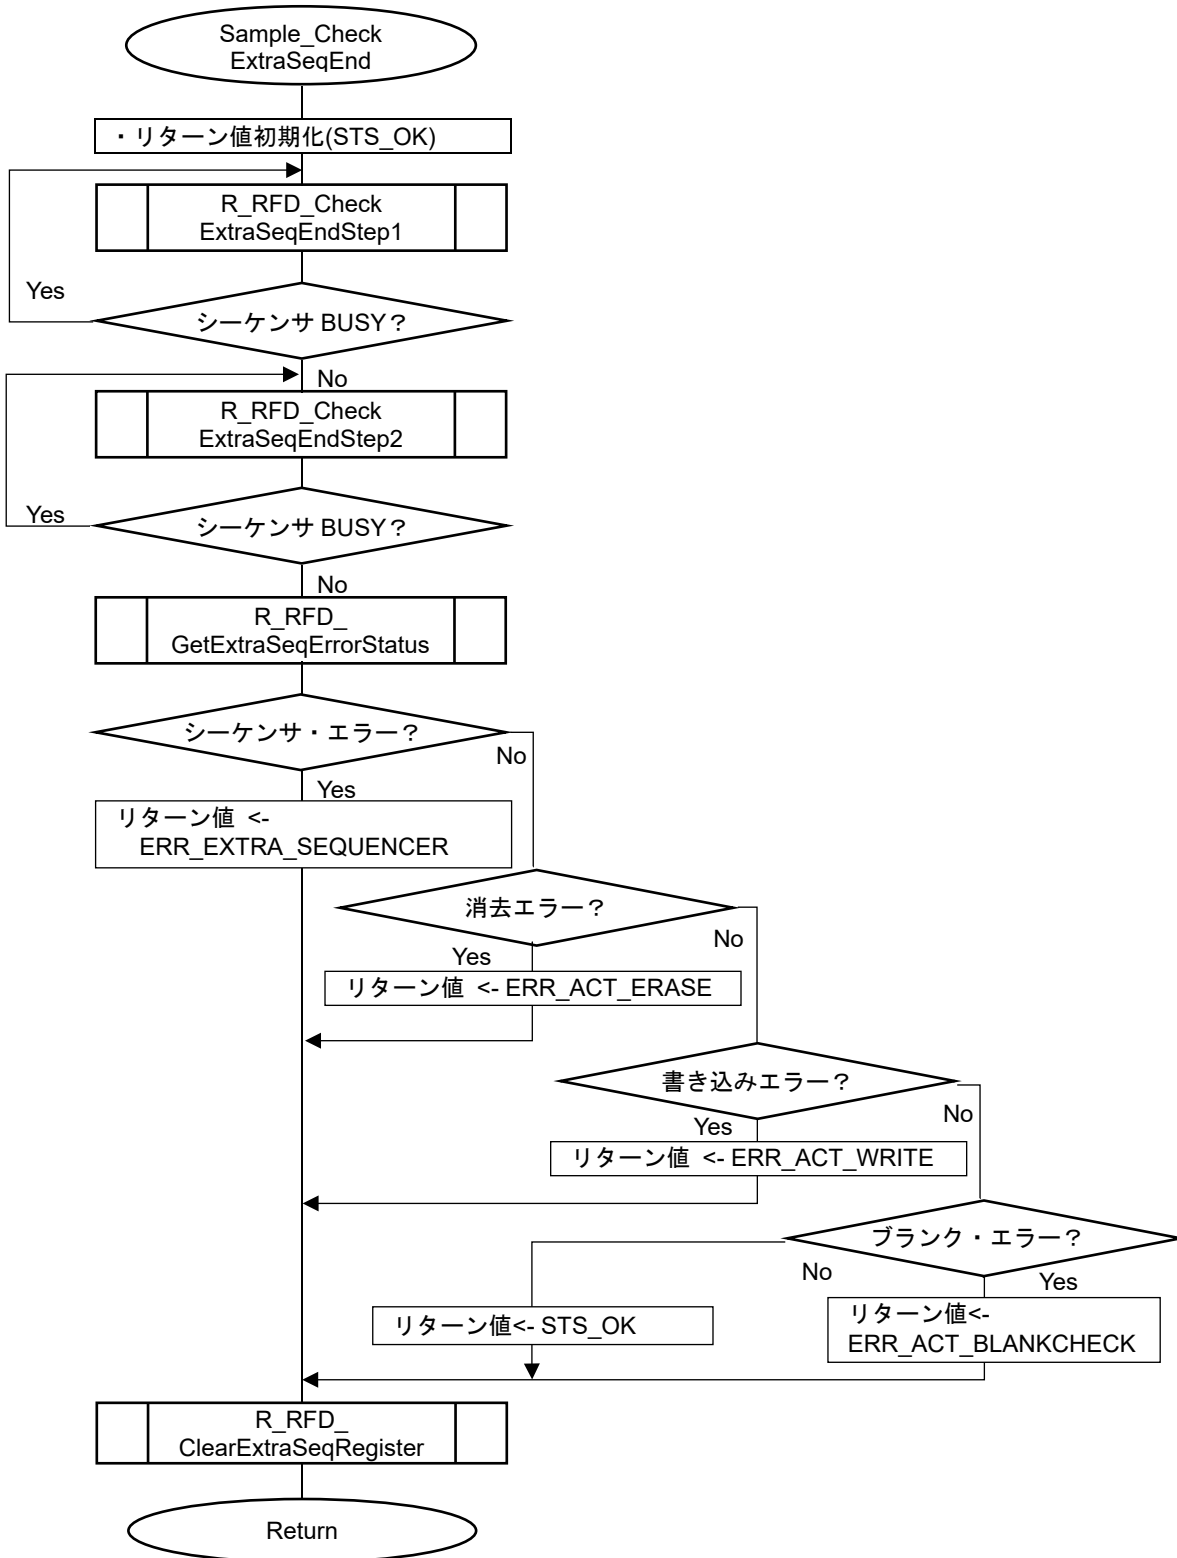 Sample_Check
ExtraSeqEnd
・リターン値初期化(STS_OK)
R_RFD_Check
ExtraSeqEndStep1
Yes
シーケンサ BUSY？
No
R_RFD_Check
ExtraSeqEndStep2
Yes
シーケンサ BUSY？
No
R_RFD_
GetExtraSeqErrorStatus
シーケンサ・エラー？
No
Yes
リターン値 <-
ERR_EXTRA_SEQUENCER
消去エラー？
No
Yes
リターン値 <- ERR_ACT_ERASE
書き込みエラー？
No
Yes
リターン値 <- ERR_ACT_WRITE
ブランク・エラー？
No
Yes
リターン値<- STS_OK
リターン値<-
ERR_ACT_BLANKCHECK
R_RFD_
ClearExtraSeqRegister
Return